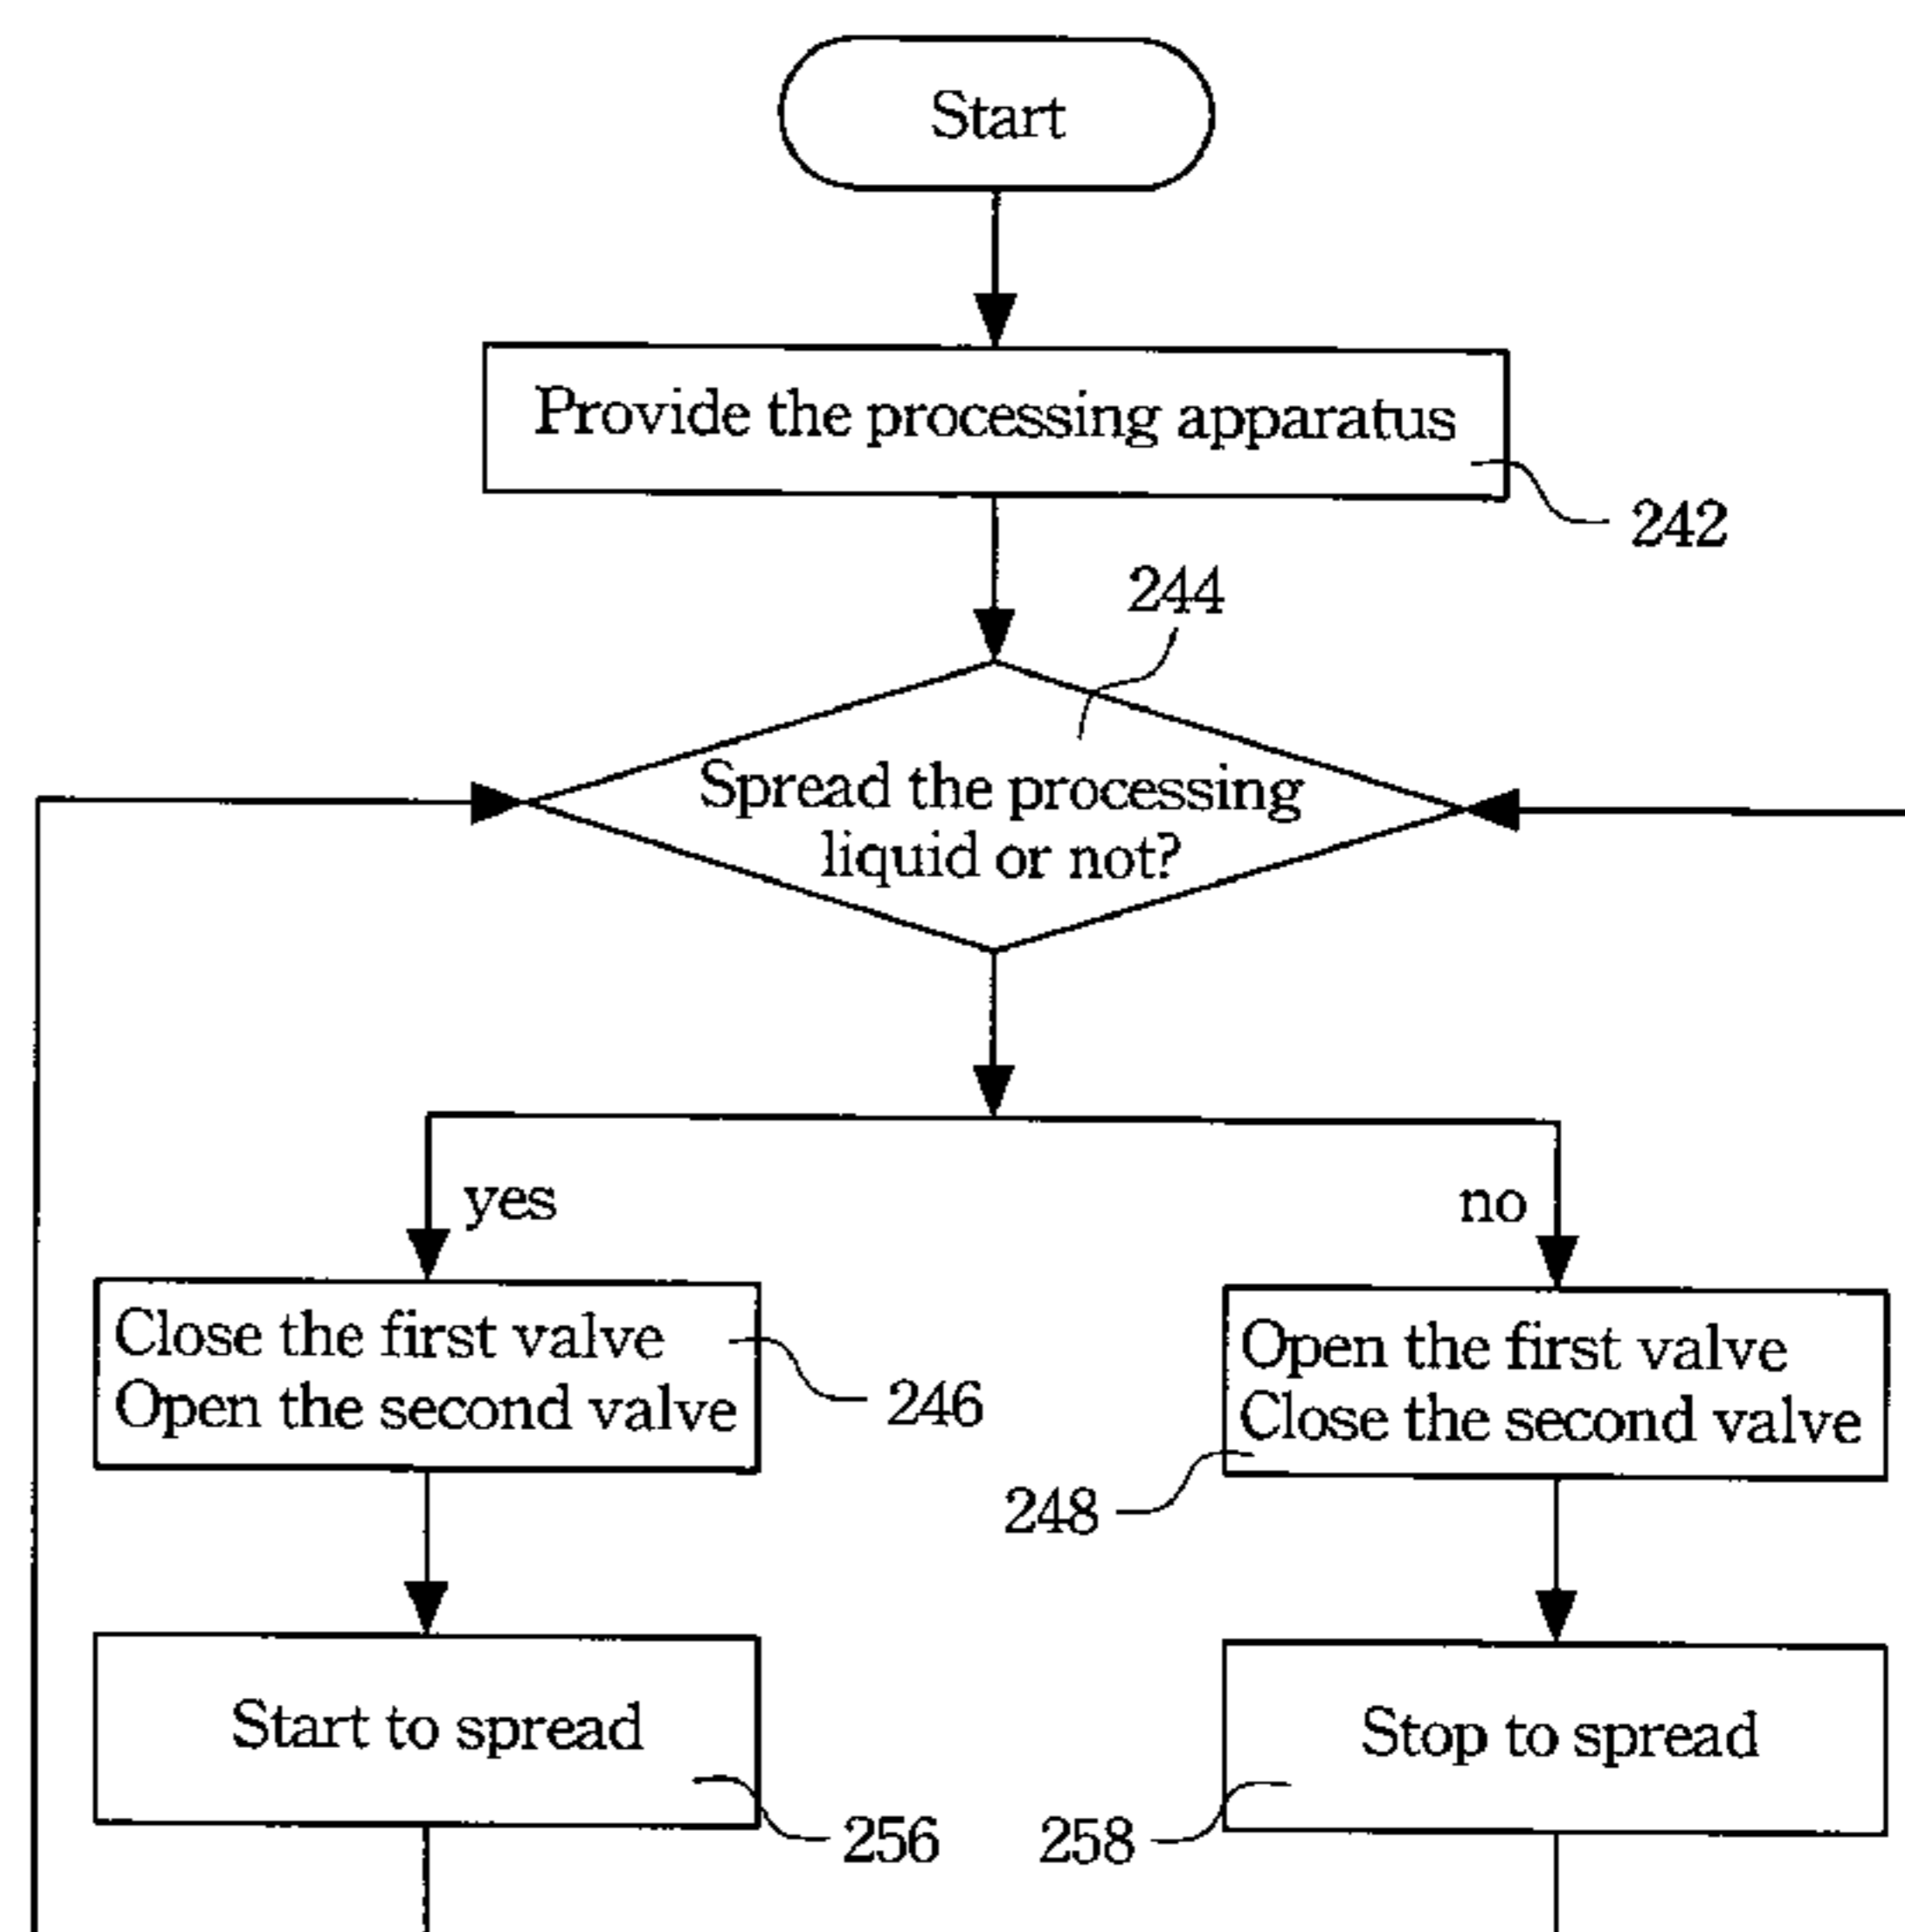 Start
Provide the processing apparatus
242
244
Spread the processing
liquid or not?
yes
no
Close the first valve
Open the second valve
246
Open the first valve
Close the second valve
248
Start to spread
256
Stop to spread
258